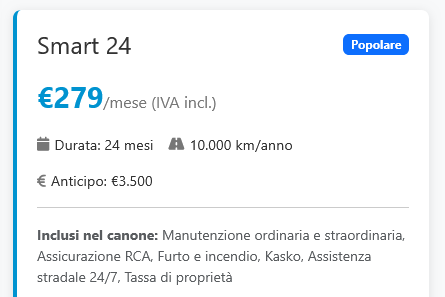 Smart 24
Popolare
€279/mese (IVA incl.)
Durata: 24 mesi 10.000 km/anno
€ Anticipo: €3.500
Inclusi nel canone: Manutenzione ordinaria e straordinaria,
Assicurazione RCA, Furto e incendio, Kasko, Assistenza
stradale 24/7, Tassa di proprietà